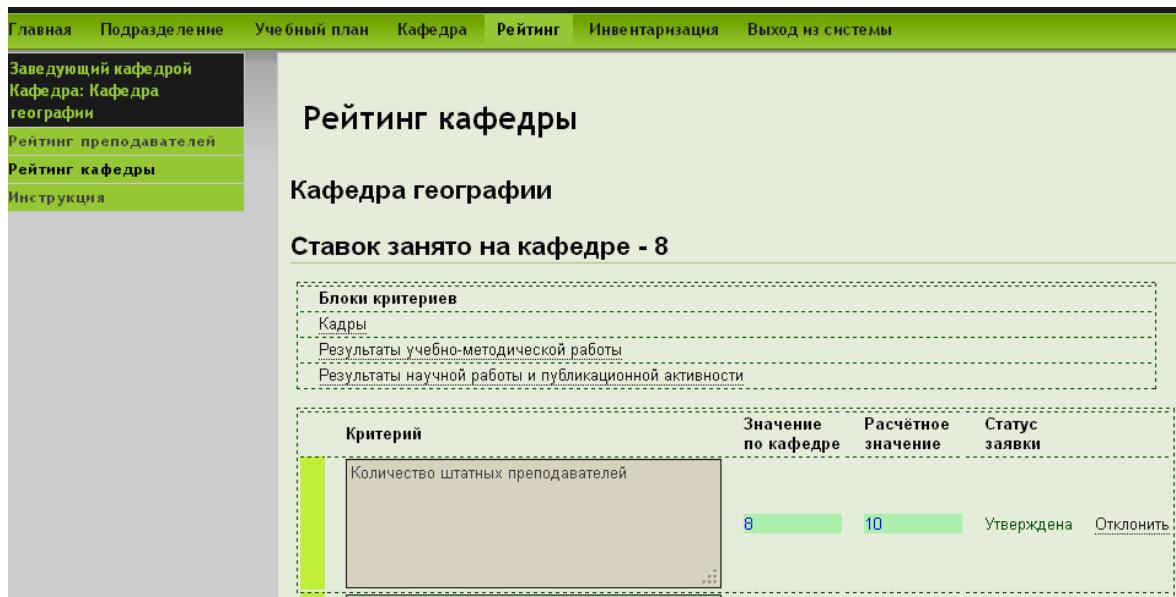 Главная Подразделение Учебный план Кафедра Рейтинг Инвентаризация Выход из системы
Заведующий кафедрой
Кафедра: Кафедра
географии
Рейтинг преподавателей
Рейтинг кафедры
Инструкция
Рейтинг кафедры
Кафедра географии
Ставок занято на кафедре - 8
Блоки критериев
Кадры
Результаты учебно-методической работы
Результаты научной работы и публикационной активности
Критерий
Значение
по кафедре
Расчётное
значение
Статус
заявки
Количество штатных преподавателей
8 10 Утверждена Отклонить